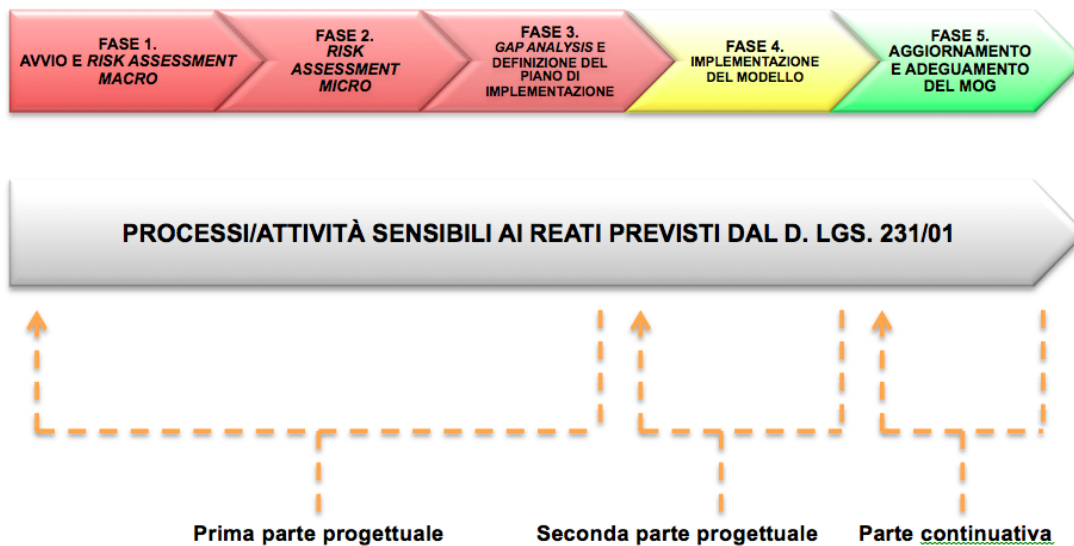 FASE 1.
AVVIO E RISK ASSESSMENT
MACRO
FASE 2.
RISK
ASSESSMENT
MICRO
FASE 3.
GAP ANALYSIS E
DEFINIZIONE DEL
PIANO DI
IMPLEMENTAZIONE
FASE 4.
IMPLEMENTAZIONE
DEL MODELLO
FASE 5.
AGGIORNAMENTO
E ADEGUAMENTO
DEL MOG
PROCESSI/ATTIVITÀ SENSIBILI AI REATI PREVISTI DAL D. LGS. 231/01
Prima parte progettuale
Seconda parte progettuale
Parte continuativa